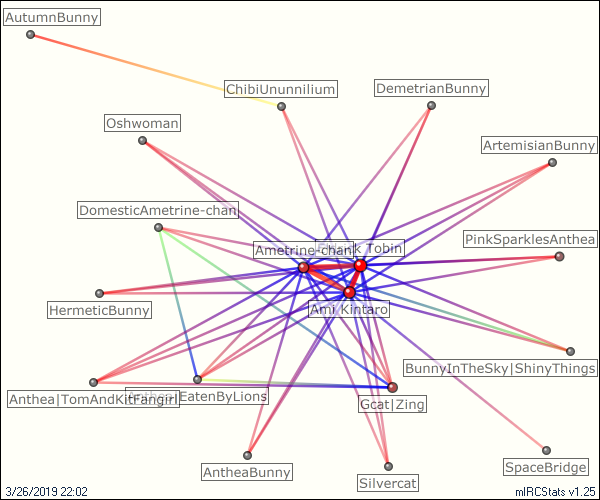 AutumnBunny
ChibiUnunnilium
DemetrianBunny
Oshwoman
ArtemisianBunny
DomesticAmetrine-chan
PinkSparklesAnthea
Ametrine-chan
Tobin
HermeticBunny
Ami Kintaro
BunnyInTheSky|ShinyThings
Anthea|TomAndKitFangirl
EatenByLions
Gcat|Zing
AntheaBunny
Silvercat
SpaceBridge
3/26/2019 22:02
mIRCStats v1.25